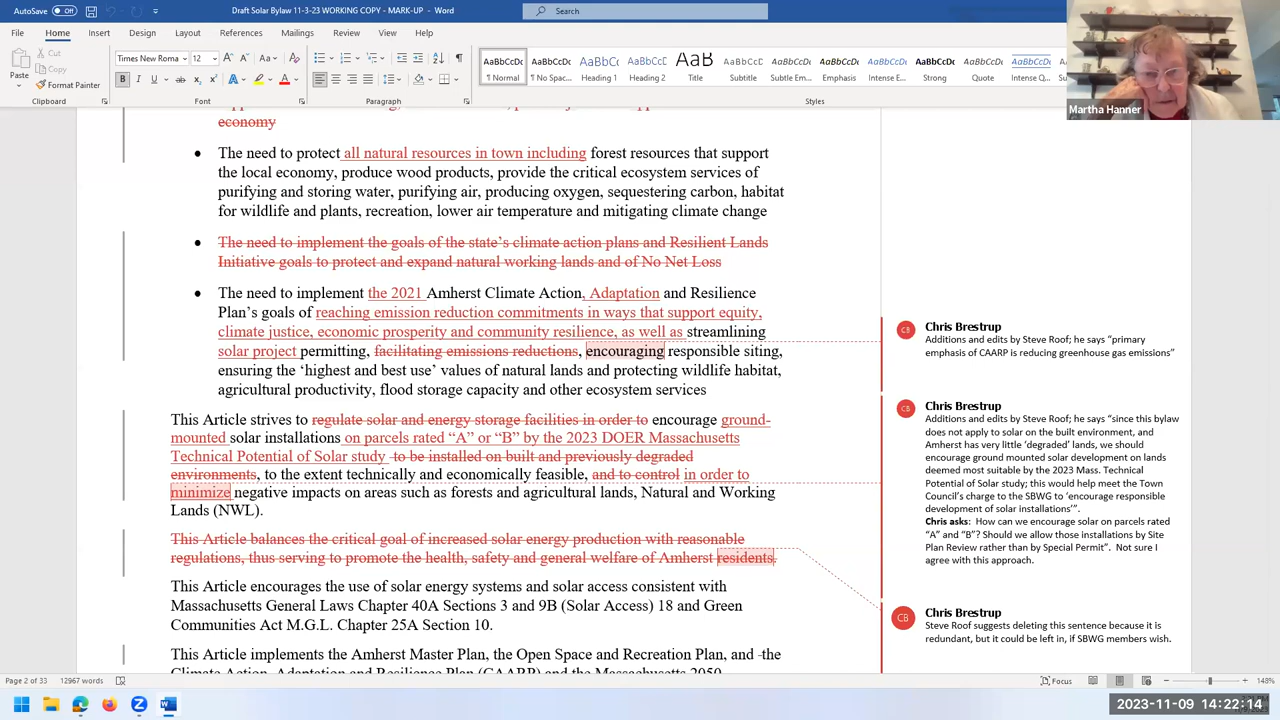 AutoSave Off Draft Solar Bylaw 11-3-23 WORKING COPY - MARK-UP - Word Search
File Home Insert Design Layout References Mailings Review View Help
Paste Cut Copy Format Painter
Times New Roma 12
AaBbCcDc AaBbCcDc AaBbCc AaBbCcD AaB AaBbCcD AaBbCcDc AaBbCcDc AaBbCcDc AaBbCcDc AaBbCcDc AaBbCcDc
¶ Normal ¶ No Spac... Heading 1 Heading 2 Title Subtitle Subtle Em... Emphasis Intense E... Strong Quote Intense Q...
Clipboard Font Paragraph Styles
Martha Hanner
economy
The need to protect all natural resources in town including forest resources that support
the local economy, produce wood products, provide the critical ecosystem services of
purifying and storing water, purifying air, producing oxygen, sequestering carbon, habitat
for wildlife and plants, recreation, lower air temperature and mitigating climate change
The need to implement the goals of the state's climate action plans and Resilient Lands
Initiative goals to protect and expand natural working lands and of No Net Loss
The need to implement the 2021 Amherst Climate Action, Adaptation and Resilience
Plan's goals of reaching emission reduction commitments in ways that support equity,
climate justice, economic prosperity and community resilience, as well as streamlining
solar project permitting, facilitating emissions reductions, encouraging responsible siting,
ensuring the 'highest and best use' values of natural lands and protecting wildlife habitat,
agricultural productivity, flood storage capacity and other ecosystem services
This Article strives to regulate solar and energy storage facilities in order to encourage ground-
mounted solar installations on parcels rated “A” or “B” by the 2023 DOER Massachusetts
Technical Potential of Solar study to be installed on built and previously degraded
environments, to the extent technically and economically feasible, and to control in order to
minimize negative impacts on areas such as forests and agricultural lands, Natural and Working
Lands (NWL).
This Article balances the critical goal of increased solar energy production with reasonable
regulations, thus serving to promote the health, safety and general welfare of Amherst residents.
This Article encourages the use of solar energy systems and solar access consistent with
Massachusetts General Laws Chapter 40A Sections 3 and 9B (Solar Access) 18 and Green
Communities Act M.G.L. Chapter 25A Section 10.
This Article implements the Amherst Master Plan, the Open Space and Recreation Plan, and -the
Climate Action, Adaptation and Resilience Plan (CAARP) and the Massachusetts 2050
CB Chris Brestrup
Additions and edits by Steve Roof; he says “primary
emphasis of CAARP is reducing greenhouse gas emissions”
CB Chris Brestrup
Additions and edits by Steve Roof; he says “since this bylaw
does not apply to solar on the built environment, and
Amherst has very little ‘degraded’ lands, we should
encourage ground mounted solar development on lands
deemed most suitable by the 2023 Mass. Technical
Potential of Solar study; this would help meet the Town
Council's charge to the SBWG to ‘encourage responsible
development of solar installations’”.
Chris asks: How can we encourage solar on parcels rated
“A” and “B”? Should we allow those installations by Site
Plan Review rather than by Special Permit”. Not sure I
agree with this approach.
CB Chris Brestrup
Steve Roof suggests deleting this sentence because it is
redundant, but it could be left in, if SBWG members wish.
Page 2 of 33 12967 words Focus 148%
2023-11-09 14:22:14